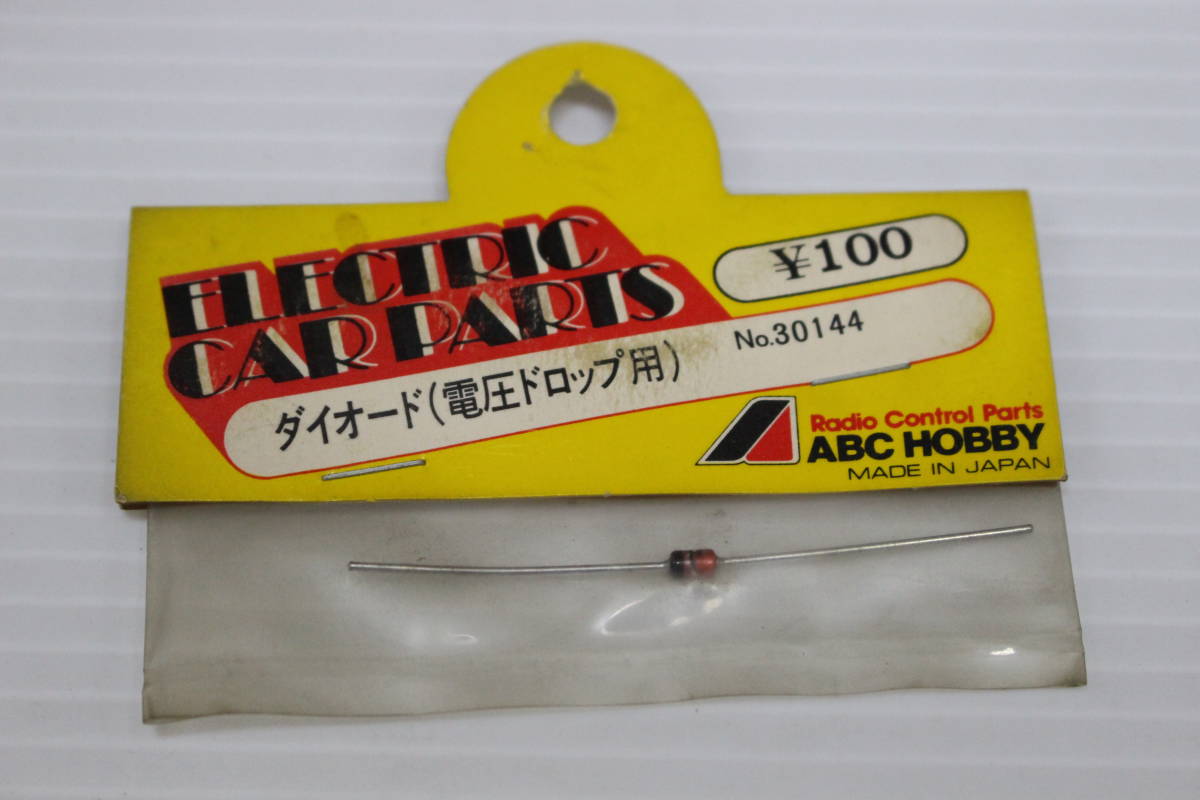 ELECTRIC
CAR PARTS
¥100
ダイオード(電圧ドロップ用)
No.30144
Radio Control Parts
ABC HOBBY
MADE IN JAPAN